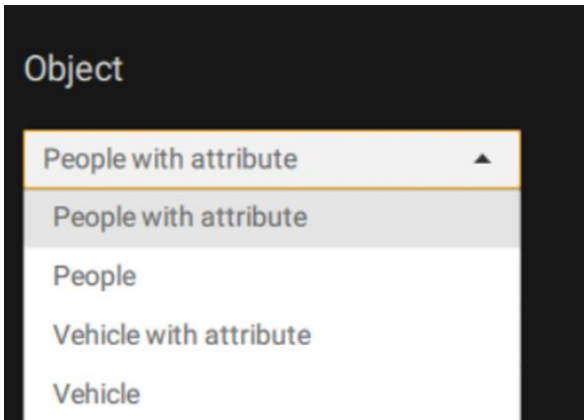 Object
People with attribute
People with attribute
People
Vehicle with attribute
Vehicle